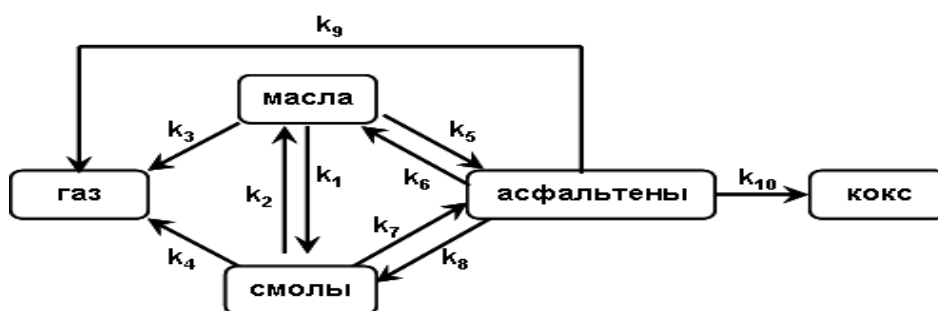 k9
масла
k3
k5
газ
k2
k1
k6
асфальтены
k10
кокс
k4
k7
k8
смолы